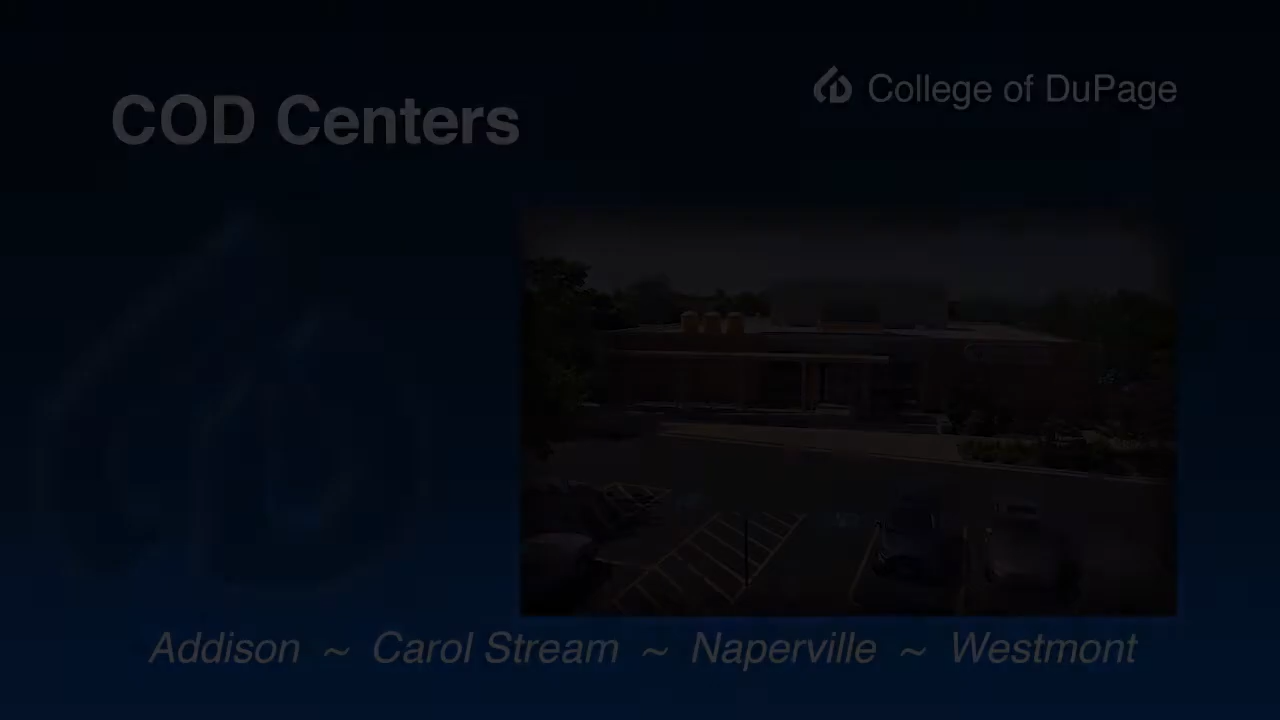 College of DuPage
COD Centers
Addison ~ Carol Stream ~ Naperville ~ Westmont